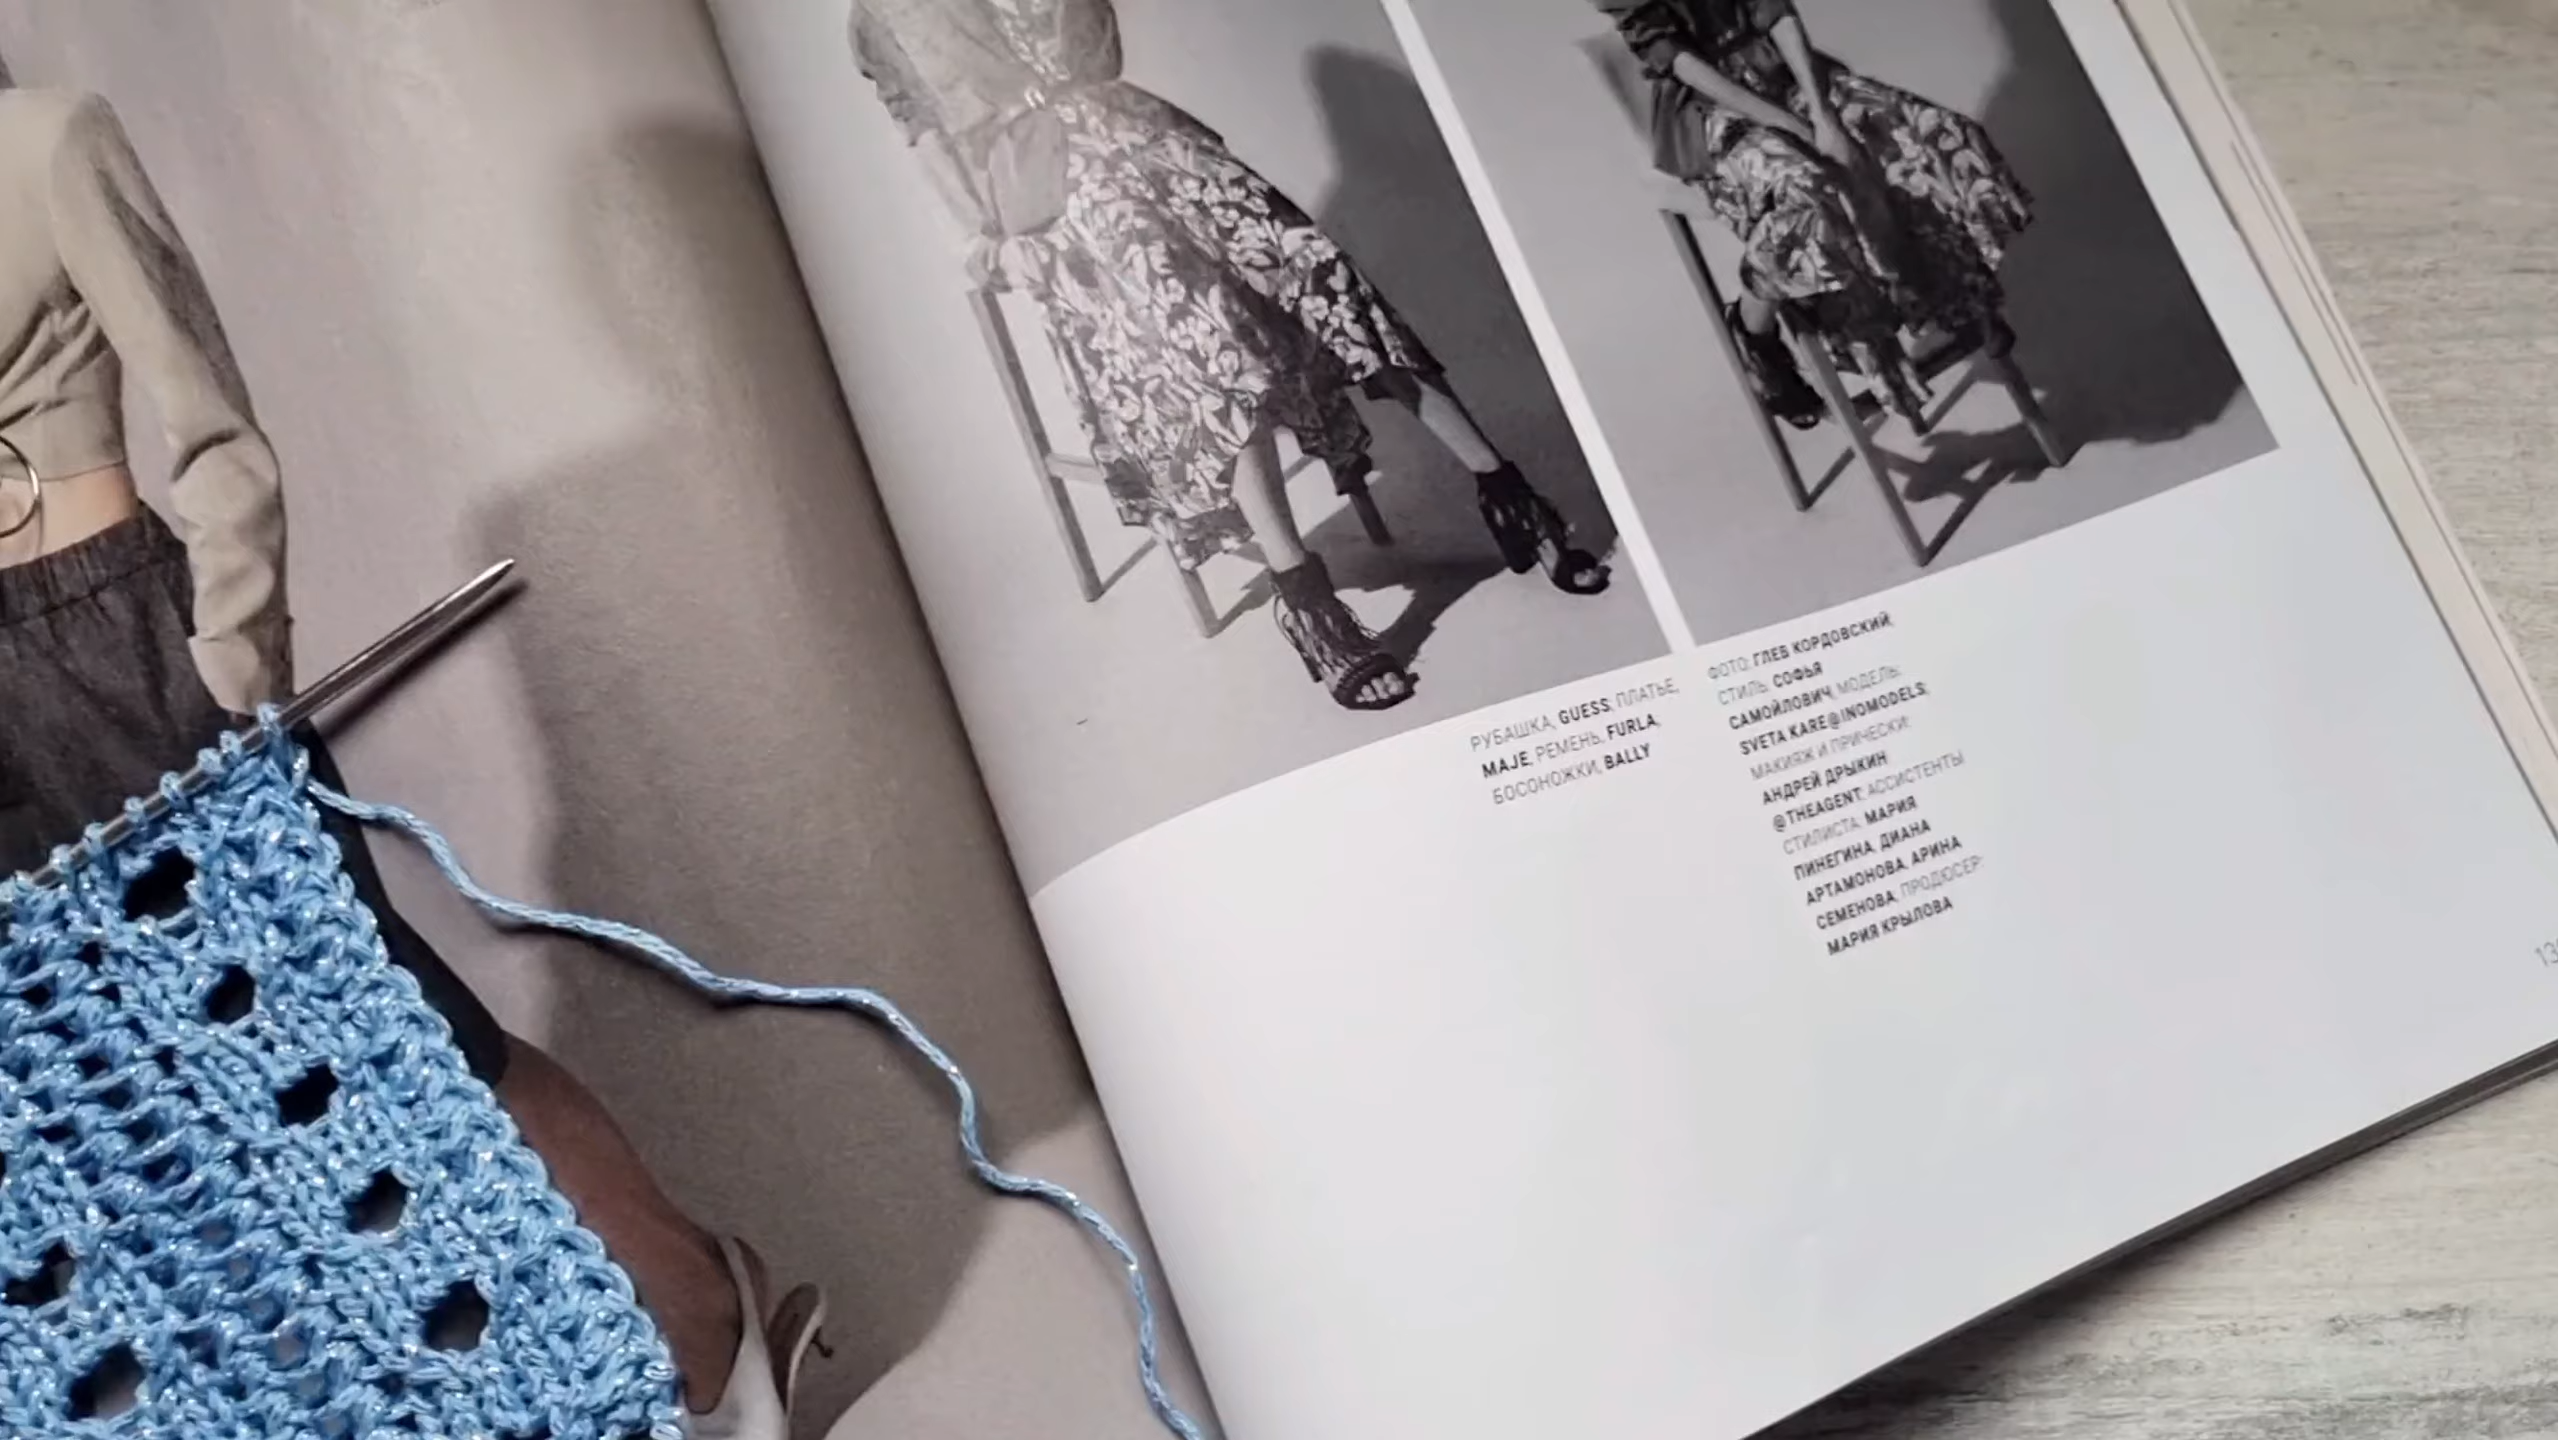 РУБАШКА, GUESS; ПЛАТЬЕ,
MAJE; РЕМЕНЬ, FURLA;
БОСОНОЖКИ, BALLY
ФОТО: ГЛЕБ КОРДОВСКИЙ;
СТИЛЬ: СОФЬЯ
САМОЙЛОВИЧ; МОДЕЛЬ:
SVETA KARE@INOMODELS;
МАКИЯЖ И ПРИЧЕСКИ:
АНДРЕЙ ДРЫКИН
@THEAGENT; АССИСТЕНТЫ
СТИЛИСТА: МАРИЯ
ПИНЕГИНА, ДИАНА
АРТАМОНОВА, АРИНА
СЕМЕНОВА; ПРОДЮСЕР:
МАРИЯ КРЫЛОВА